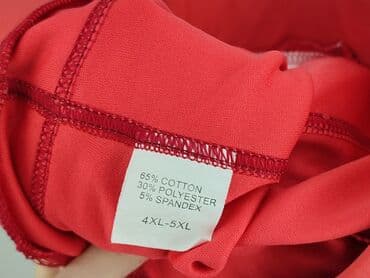 65% COTTON
30% POLYESTER
5% SPANDEX
4XL-5XL